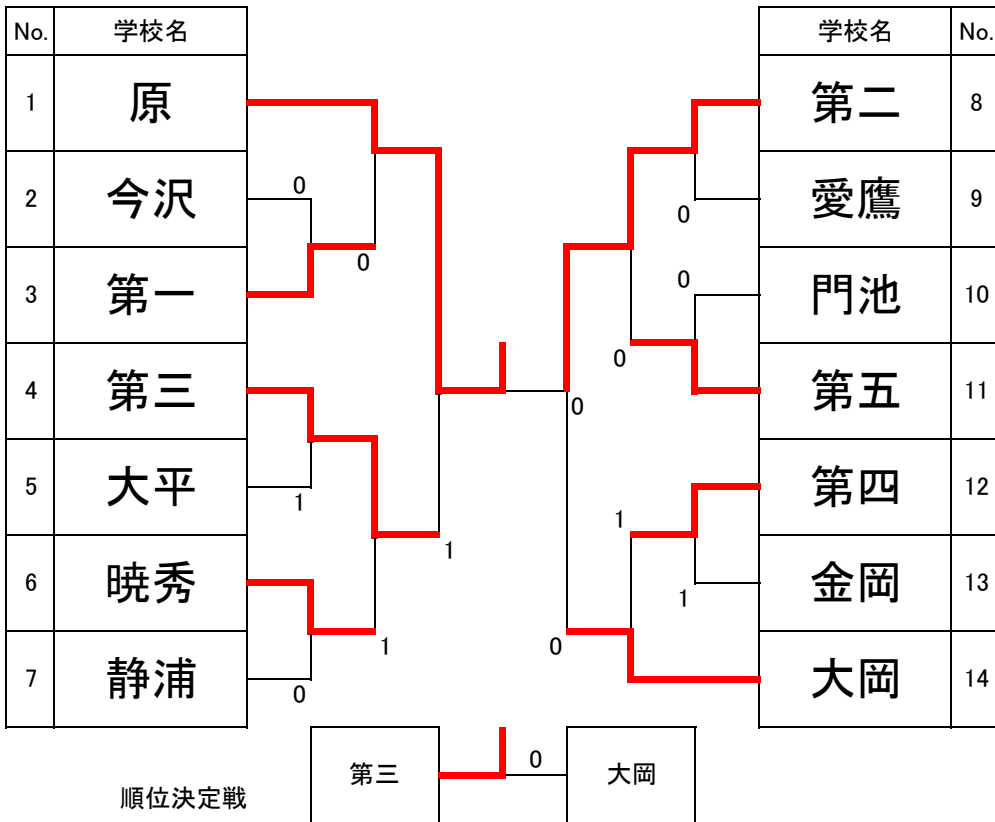 No. 学校名 学校名 No.
1 原 第二 8
0
2 今沢 愛鷹 9
0
0
0
3 第一 門池 10
0
4 第三 第五 11
0
5 大平 第四 12
1
1
1
6 暁秀 金岡 13
1
1
0
7 静浦 大岡 14
0
第三 0 大岡
順位決定戦